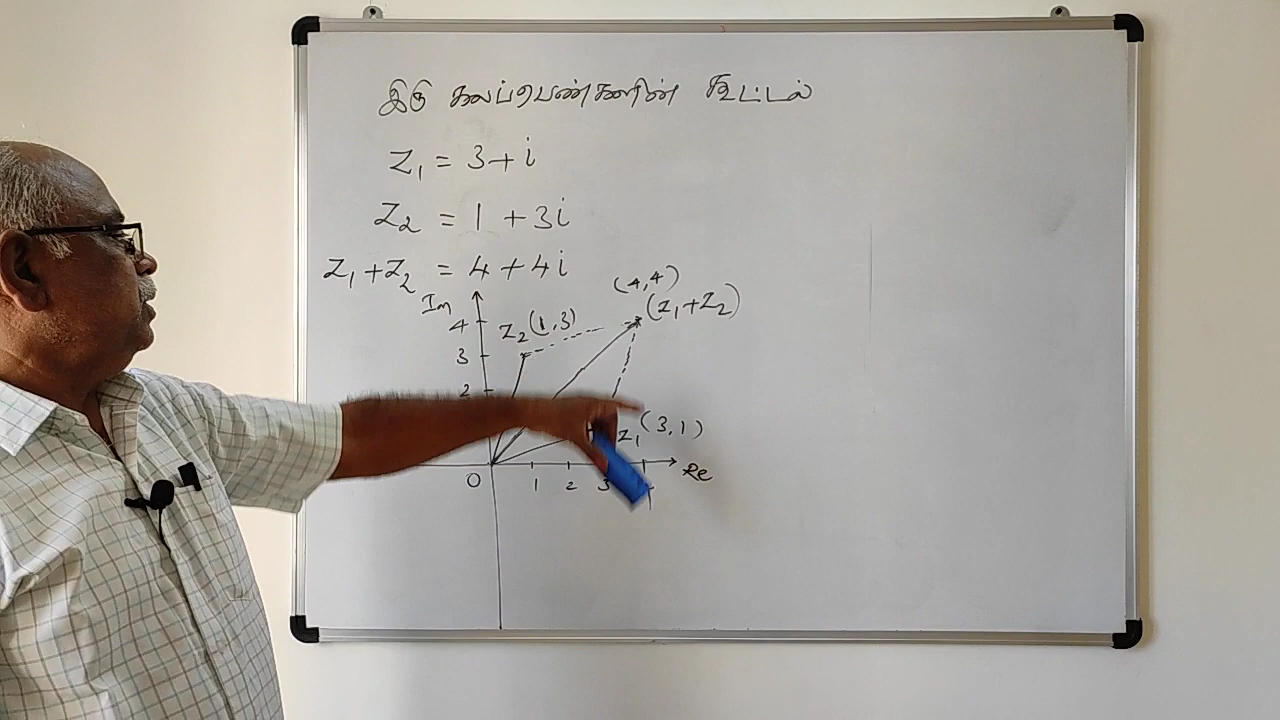 இரு கலப்பெண்களின் கூட்டல்
Z₁ = 3 + i
Z₂ = 1 + 3i
Z₁ + Z₂ = 4 + 4i
(4,4)
Im
(Z₁+Z₂)
4
Z₂(1,3)
3
2
Z₁(3,1)
Re
O 1 2 3